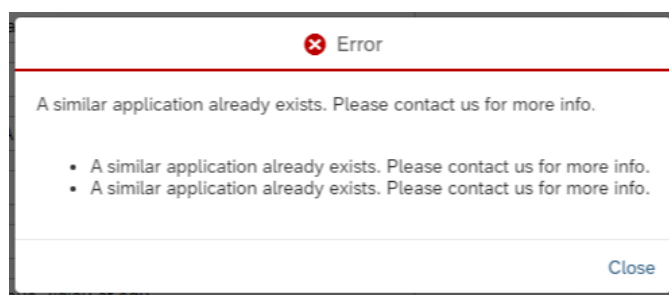 Error
A similar application already exists. Please contact us for more info.
• A similar application already exists. Please contact us for more info.
• A similar application already exists. Please contact us for more info.
Close